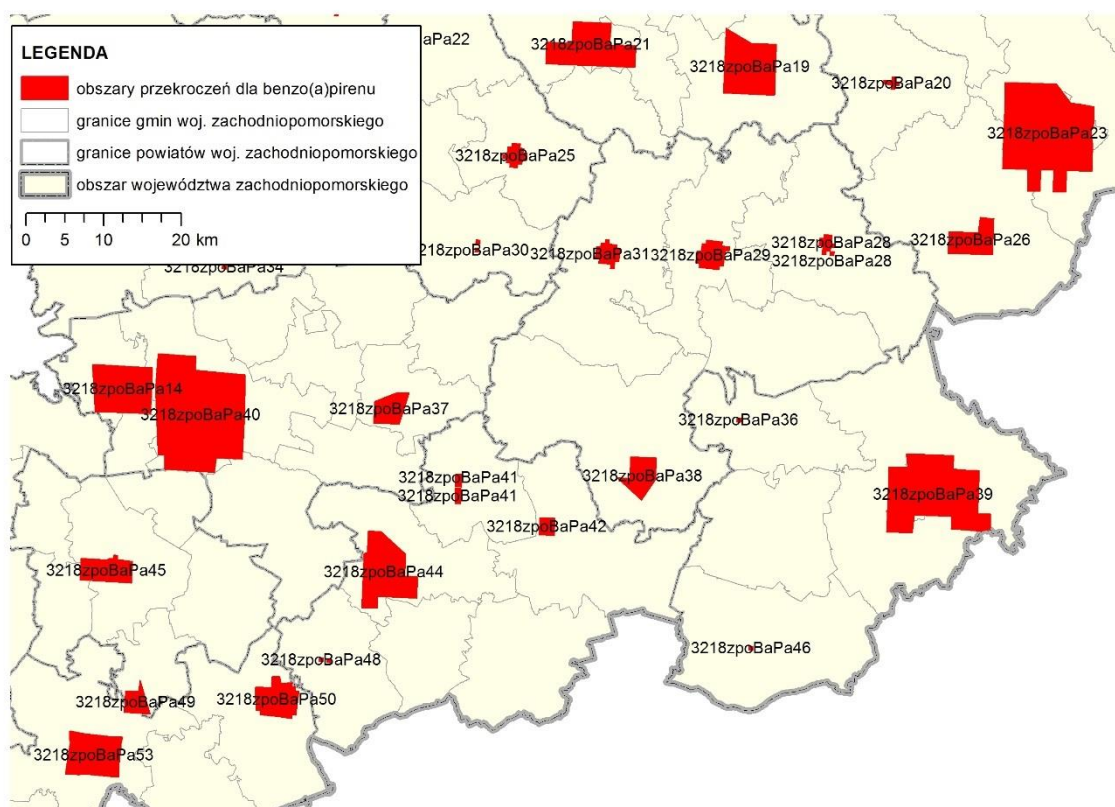 LEGENDA
obszary przekroczeń dla benzo(a)pirenu
granice gmin woj. zachodniopomorskiego
granice powiatów woj. zachodniopomorskiego
obszar województwa zachodniopomorskiego
0 5 10 20 km
aPa22
3218zpoBaPa21
3218zpoBaPa19
3218zpoBaPa20
3218zpoBaPa23
3218zpoBaPa25
3218zpoBaPa30
3218zpoBaPa31
3218zpoBaPa29
3218zpoBaPa28
3218zpoBaPa28
3218zpoBaPa26
3218zpoBaPa34
3218zpoBaPa14
3218zpoBaPa40
3218zpoBaPa37
3218zpoBaPa36
3218zpoBaPa41
3218zpoBaPa41
3218zpoBaPa38
3218zpoBaPa39
3218zpoBaPa42
3218zpoBaPa45
3218zpoBaPa44
3218zpoBaPa46
3218zpoBaPa48
3218zpoBaPa49
3218zpoBaPa50
3218zpoBaPa53